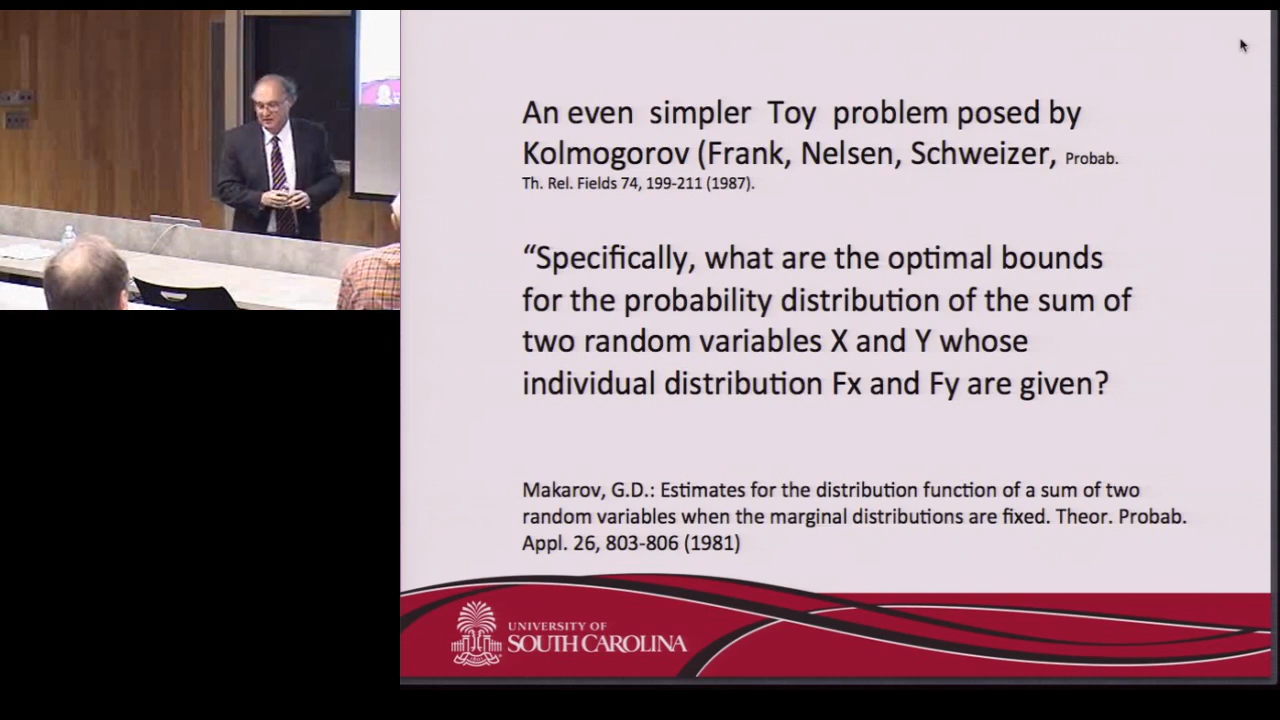 An even simpler Toy problem posed by
Kolmogorov (Frank, Nelsen, Schweizer, Probab.
Th. Rel. Fields 74, 199-211 (1987).
“Specifically, what are the optimal bounds
for the probability distribution of the sum of
two random variables X and Y whose
individual distribution Fx and Fy are given?
Makarov, G.D.: Estimates for the distribution function of a sum of two
random variables when the marginal distributions are fixed. Theor. Probab.
Appl. 26, 803-806 (1981)
UNIVERSITY OF
SOUTH CAROLINA